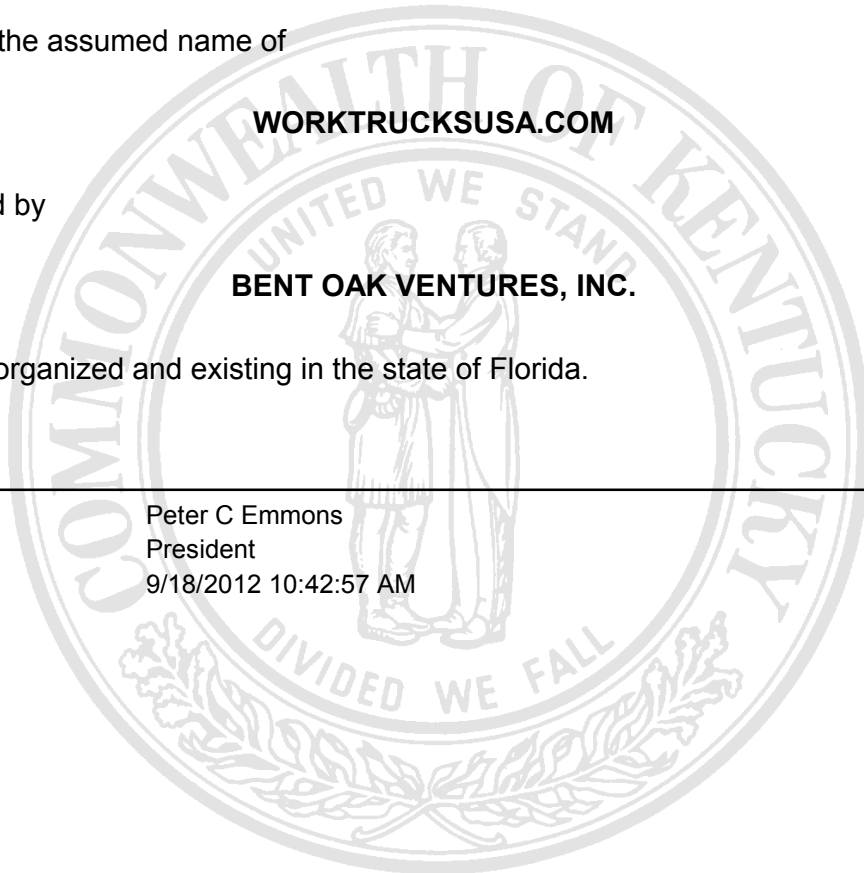 the assumed name of
WORKTRUCKSUSA.COM
d by
BENT OAK VENTURES, INC.
organized and existing in the state of Florida.
Peter C Emmons
President
9/18/2012 10:42:57 AM
COMMONWEALTH OF KENTUCKY
UNITED WE STAND
DIVIDED WE FALL